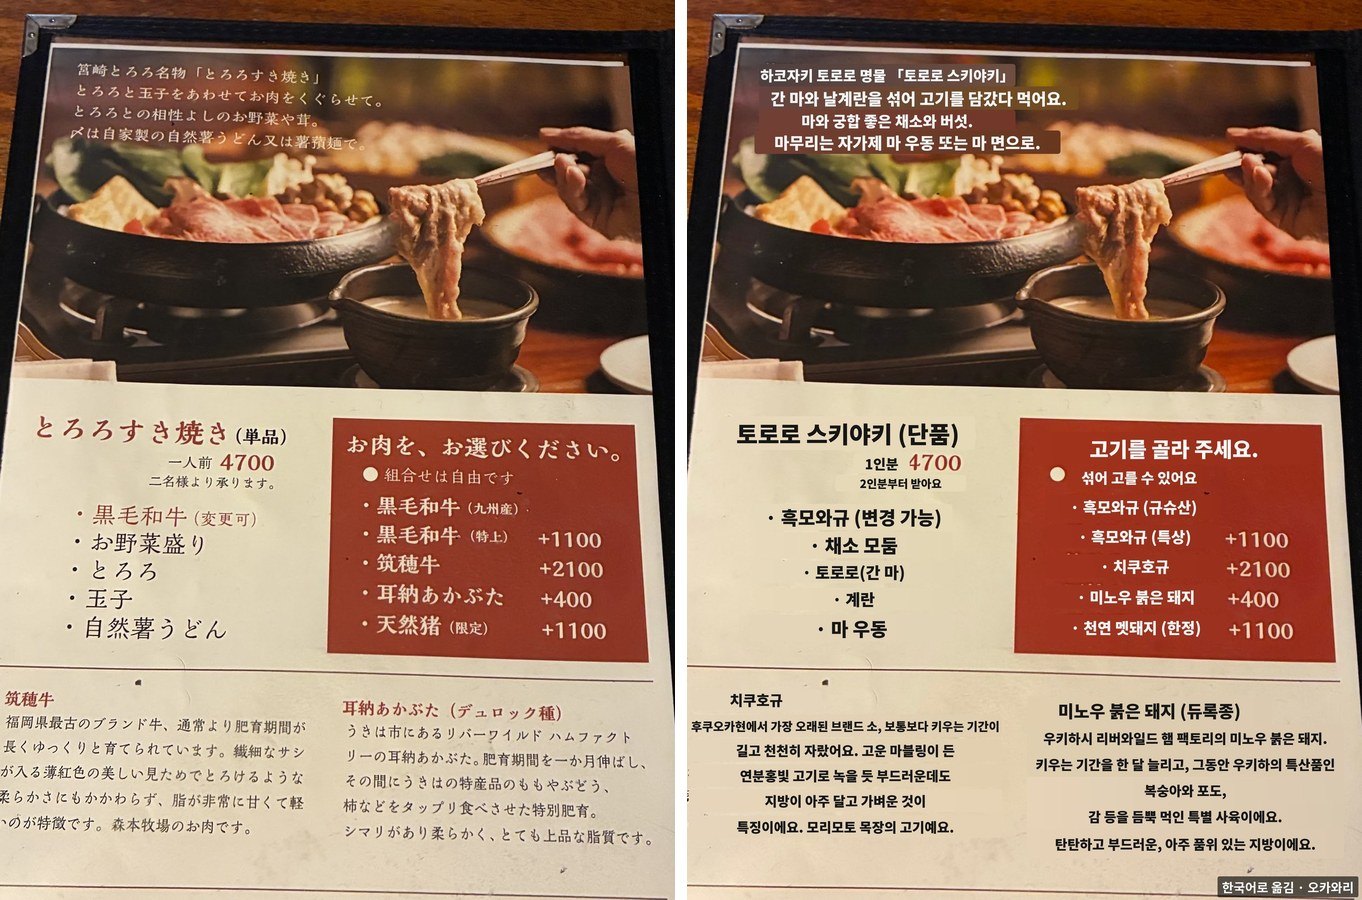 筥崎とろろ名物「とろろすき焼き」
とろろと玉子をあわせてお肉をくぐらせて。
とろろとの相性よしのお野菜や茸。
〆は自家製の自然薯うどん又は薯蕷麺で。
とろろすき焼き(単品)
一人前 4700
二名様より承ります。
・黒毛和牛(変更可)
・お野菜盛り
・とろろ
・玉子
・自然薯うどん
お肉を、お選びください。
組合せは自由です
・黒毛和牛(九州産)
・黒毛和牛(特上) +1100
・筑穂牛 +2100
・耳納あかぶた +400
・天然猪(限定) +1100
筑穂牛
福岡県最古のブランド牛、通常より肥育期間が
長くゆっくりと育てられています。繊細なサシ
が入る薄紅色の美しい見ためでとろけるような
柔らかさにもかかわらず、脂が非常に甘くて軽
いのが特徴です。森本牧場のお肉です。
耳納あかぶた(デュロック種)
うきは市にあるリバーワイルド ハムファクト
リーの耳納あかぶた。肥育期間を一か月伸ばし、
その間にうきはの特産品のももやぶどう、
柿などをタップリ食べさせた特別肥育。
シマリがあり柔らかく、とても上品な脂質です。
하코자키 토로로 명물 「토로로 스키야키」
간 마와 날계란을 섞어 고기를 담갔다 먹어요.
마와 궁합 좋은 채소와 버섯.
마무리는 자가제 마 우동 또는 마 면으로.
토로로 스키야키 (단품)
1인분 4700
2인분부터 받아요
・흑모와규 (변경 가능)
・채소 모둠
・토로로(간 마)
・계란
・마 우동
고기를 골라 주세요.
섞어 고를 수 있어요
・흑모와규 (규슈산)
・흑모와규 (특상) +1100
・치쿠호규 +2100
・미노우 붉은 돼지 +400
・천연 멧돼지 (한정) +1100
치쿠호규
후쿠오카현에서 가장 오래된 브랜드 소, 보통보다 키우는 기간이
길고 천천히 자랐어요. 고운 마블링이 든
연분홍빛 고기로 녹을 듯 부드러운데도
지방이 아주 달고 가벼운 것이
특징이에요. 모리모토 목장의 고기예요.
미노우 붉은 돼지 (듀록종)
우키하시 리버와일드 햄 팩토리의 미노우 붉은 돼지.
키우는 기간을 한 달 늘리고, 그동안 우키하의 특산품인
복숭아와 포도,
감 등을 듬뿍 먹인 특별 사육이에요.
탄탄하고 부드러운, 아주 품위 있는 지방이에요.
한국어로 옮김 · 오카와리